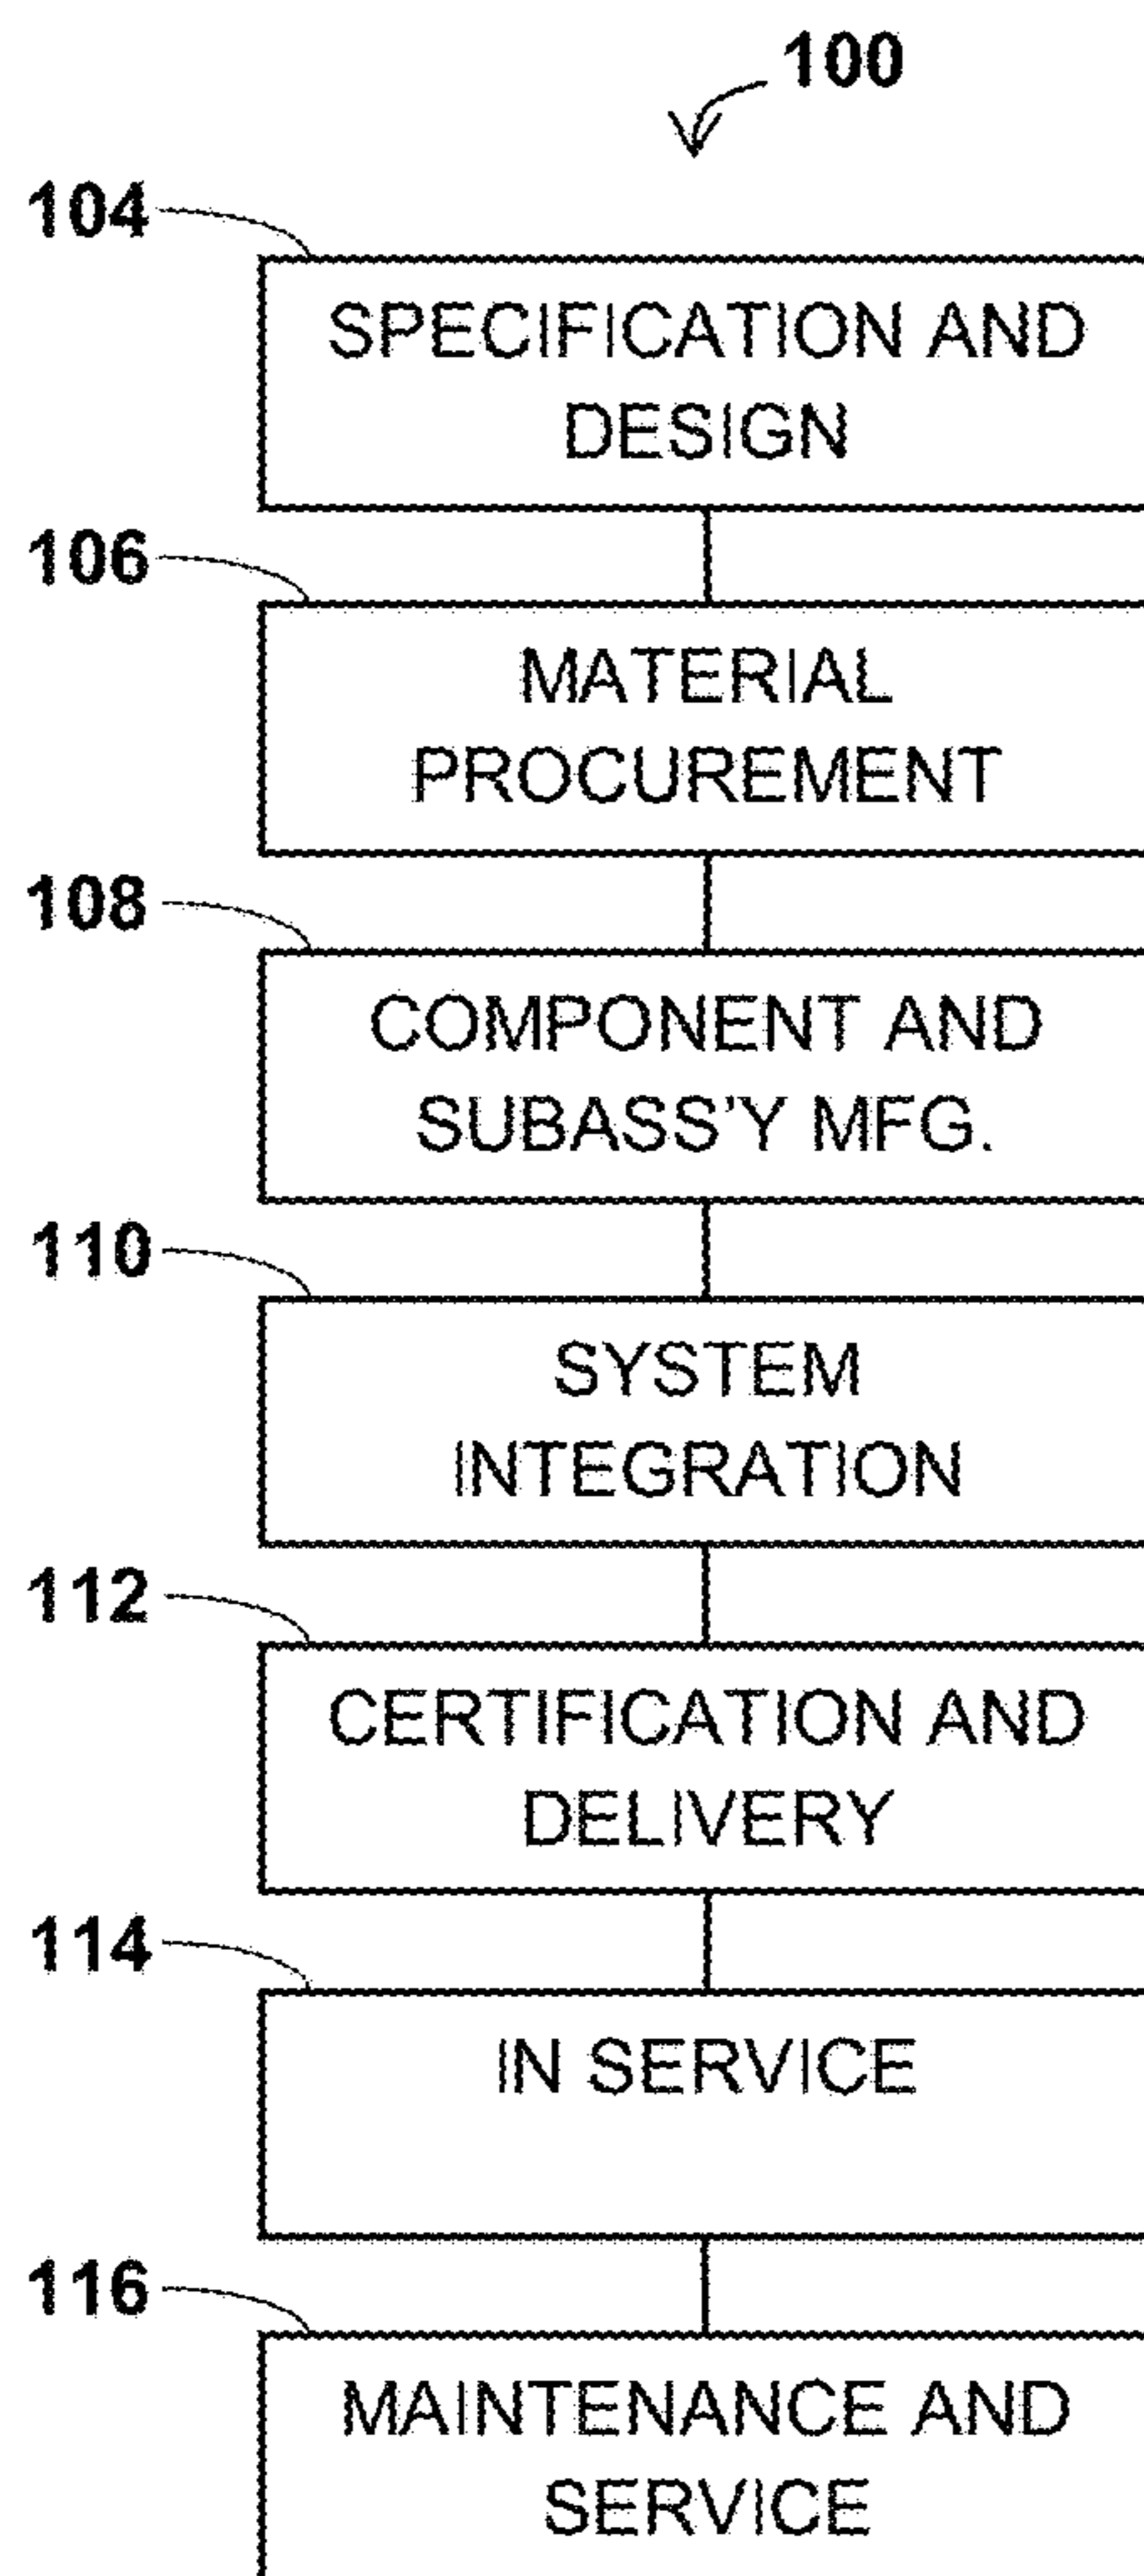 100
104
SPECIFICATION AND
DESIGN
106
MATERIAL
PROCUREMENT
108
COMPONENT AND
SUBASS’Y MFG.
110
SYSTEM
INTEGRATION
112
CERTIFICATION AND
DELIVERY
114
IN SERVICE
116
MAINTENANCE AND
SERVICE